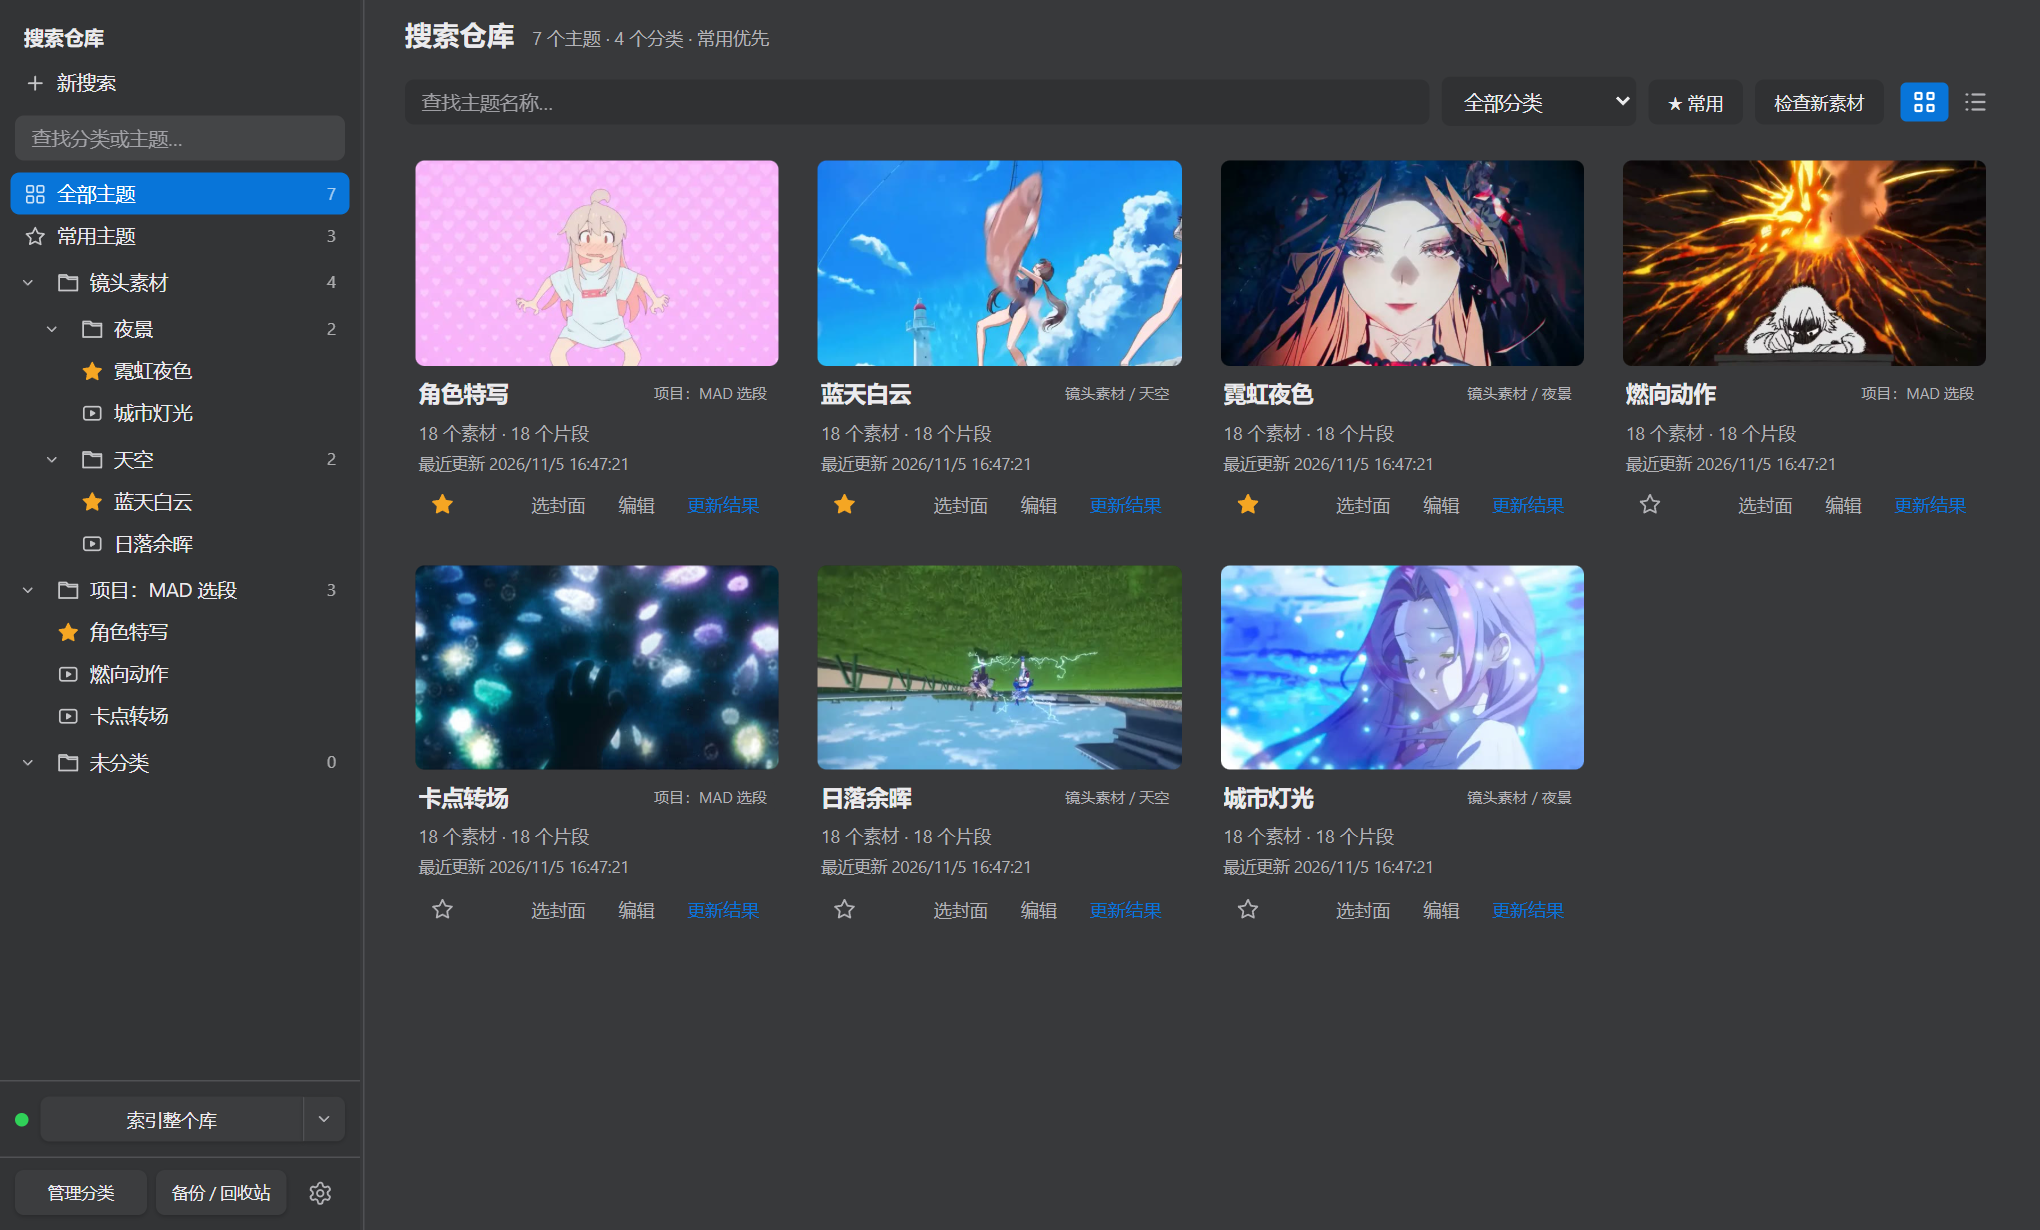 搜索仓库
新搜索
查找分类或主题...
全部主题 7
常用主题 3
镜头素材 4
夜景 2
霓虹夜色
城市灯光
天空 2
蓝天白云
日落余晖
项目：MAD 选段 3
角色特写
燃向动作
卡点转场
未分类 0
索引整个库
管理分类 备份 / 回收站
搜索仓库 7 个主题 · 4 个分类 · 常用优先
查找主题名称... 全部分类 ★ 常用 检查新素材
角色特写 项目：MAD 选段
18 个素材 · 18 个片段
最近更新 2026/11/5 16:47:21
选封面 编辑 更新结果
蓝天白云 镜头素材 / 天空
18 个素材 · 18 个片段
最近更新 2026/11/5 16:47:21
选封面 编辑 更新结果
霓虹夜色 镜头素材 / 夜景
18 个素材 · 18 个片段
最近更新 2026/11/5 16:47:21
选封面 编辑 更新结果
燃向动作 项目：MAD 选段
18 个素材 · 18 个片段
最近更新 2026/11/5 16:47:21
选封面 编辑 更新结果
卡点转场 项目：MAD 选段
18 个素材 · 18 个片段
最近更新 2026/11/5 16:47:21
选封面 编辑 更新结果
日落余晖 镜头素材 / 天空
18 个素材 · 18 个片段
最近更新 2026/11/5 16:47:21
选封面 编辑 更新结果
城市灯光 镜头素材 / 夜景
18 个素材 · 18 个片段
最近更新 2026/11/5 16:47:21
选封面 编辑 更新结果